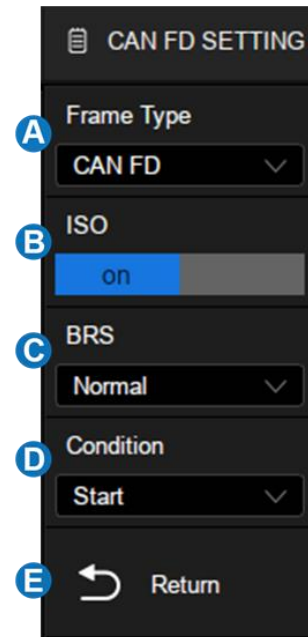 CAN FD SETTING
A
Frame Type
CAN FD
B
ISO
on
C
BRS
Normal
D
Condition
Start
E
Return